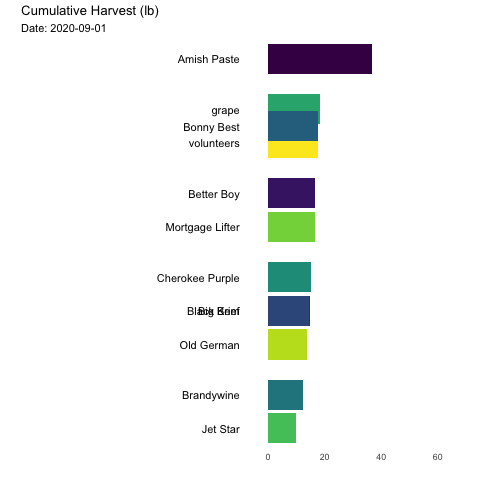 Cumulative Harvest (lb)
Date: 2020-09-01
Amish Paste
grape
Bonny Best
volunteers
Better Boy
Mortgage Lifter
Cherokee Purple
Old German
Brandywine
Jet Star
0 20 40 60